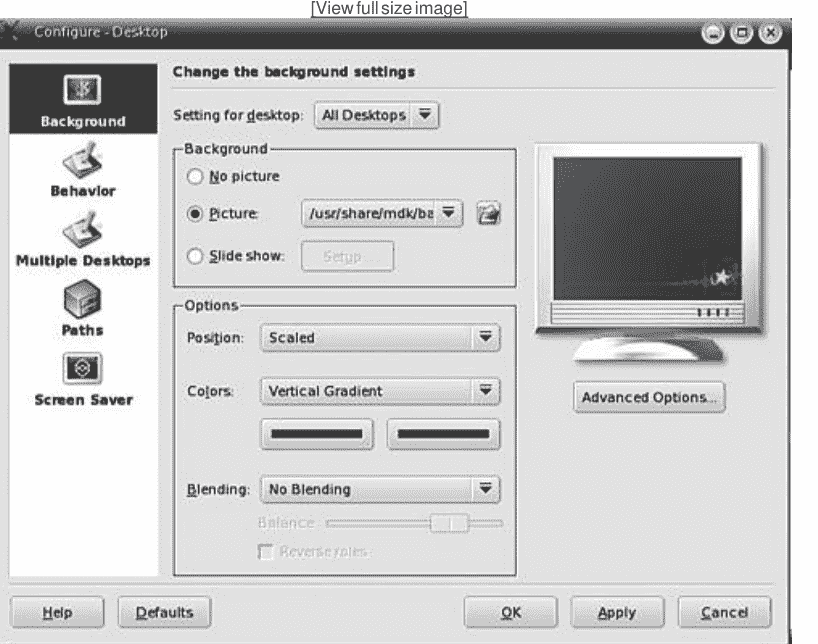 [View full size image]
Configure - Desktop
Change the background settings
Background
Behavior
Multiple Desktops
Paths
Screen Saver
Setting for desktop: All Desktops
Background
No picture
Picture: /usr/share/mdk/ba
Slide show: Setup...
Options
Position: Scaled
Colors: Vertical Gradient
Blending: No Blending
Balance
Reverse roles
Advanced Options...
Help Defaults OK Apply Cancel